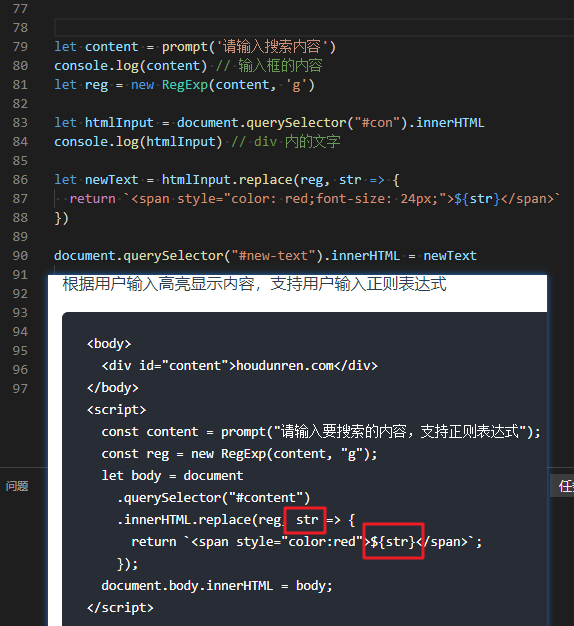 77
78
79 let content = prompt('请输入搜索内容')
80 console.log(content) // 输入框的内容
81 let reg = new RegExp(content, 'g')
82
83 let htmlInput = document.querySelector("#con").innerHTML
84 console.log(htmlInput) // div 内的文字
85
86 let newText = htmlInput.replace(reg, str => {
87 return `<span style="color: red;font-size: 24px;">${str}</span>`
88 })
89
90 document.querySelector("#new-text").innerHTML = newText
91
92
93
94
95
96
97
根据用户输入高亮显示内容，支持用户输入正则表达式
<body>
<div id="content">houdunren.com</div>
</body>
<script>
const content = prompt("请输入要搜索的内容，支持正则表达式");
const reg = new RegExp(content, "g");
let body = document
.querySelector("#content")
.innerHTML.replace(reg, str => {
return `<span style="color:red">${str}</span>`;
});
document.body.innerHTML = body;
</script>
问题